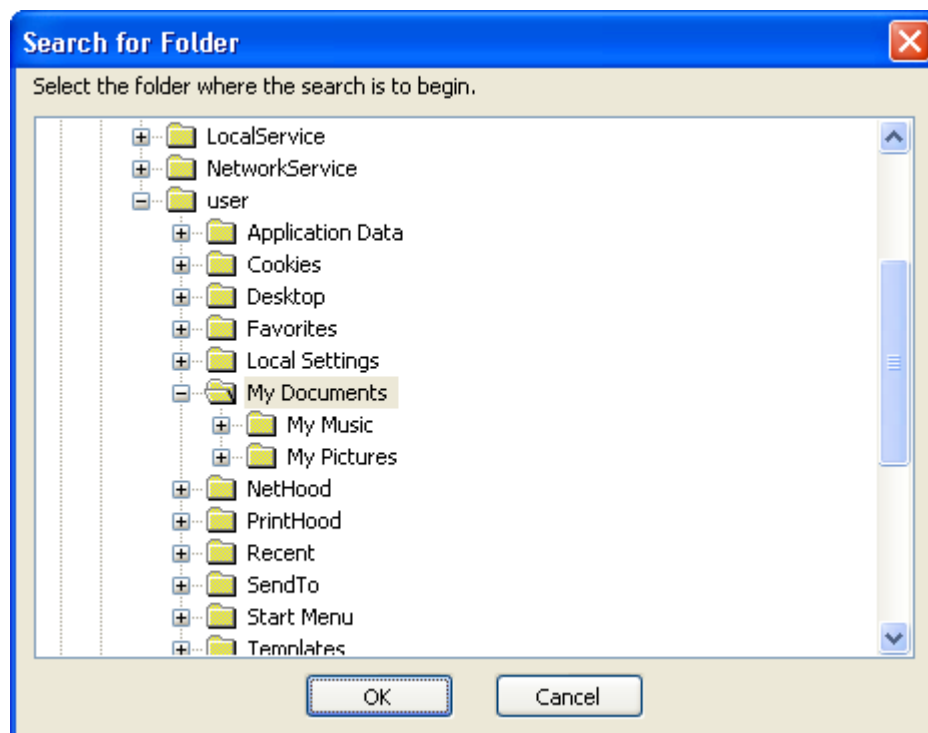 Search for Folder
Select the folder where the search is to begin.
LocalService
NetworkService
user
Application Data
Cookies
Desktop
Favorites
Local Settings
My Documents
My Music
My Pictures
NetHood
PrintHood
Recent
SendTo
Start Menu
Templates
OK Cancel